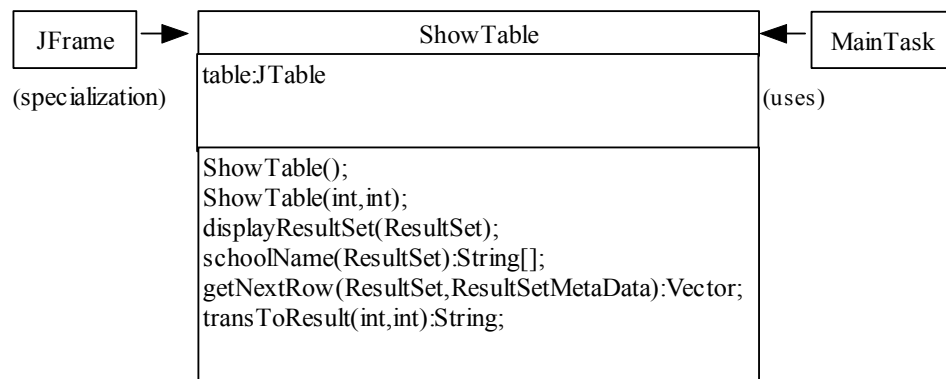 JFrame
ShowTable
MainTask
(specialization)
table:JTable
(uses)
ShowTable();
ShowTable(int,int);
displayResultSet(ResultSet);
schoolName(ResultSet):String[];
getNextRow(ResultSet,ResultSetMetaData):Vector;
transToResult(int,int):String;